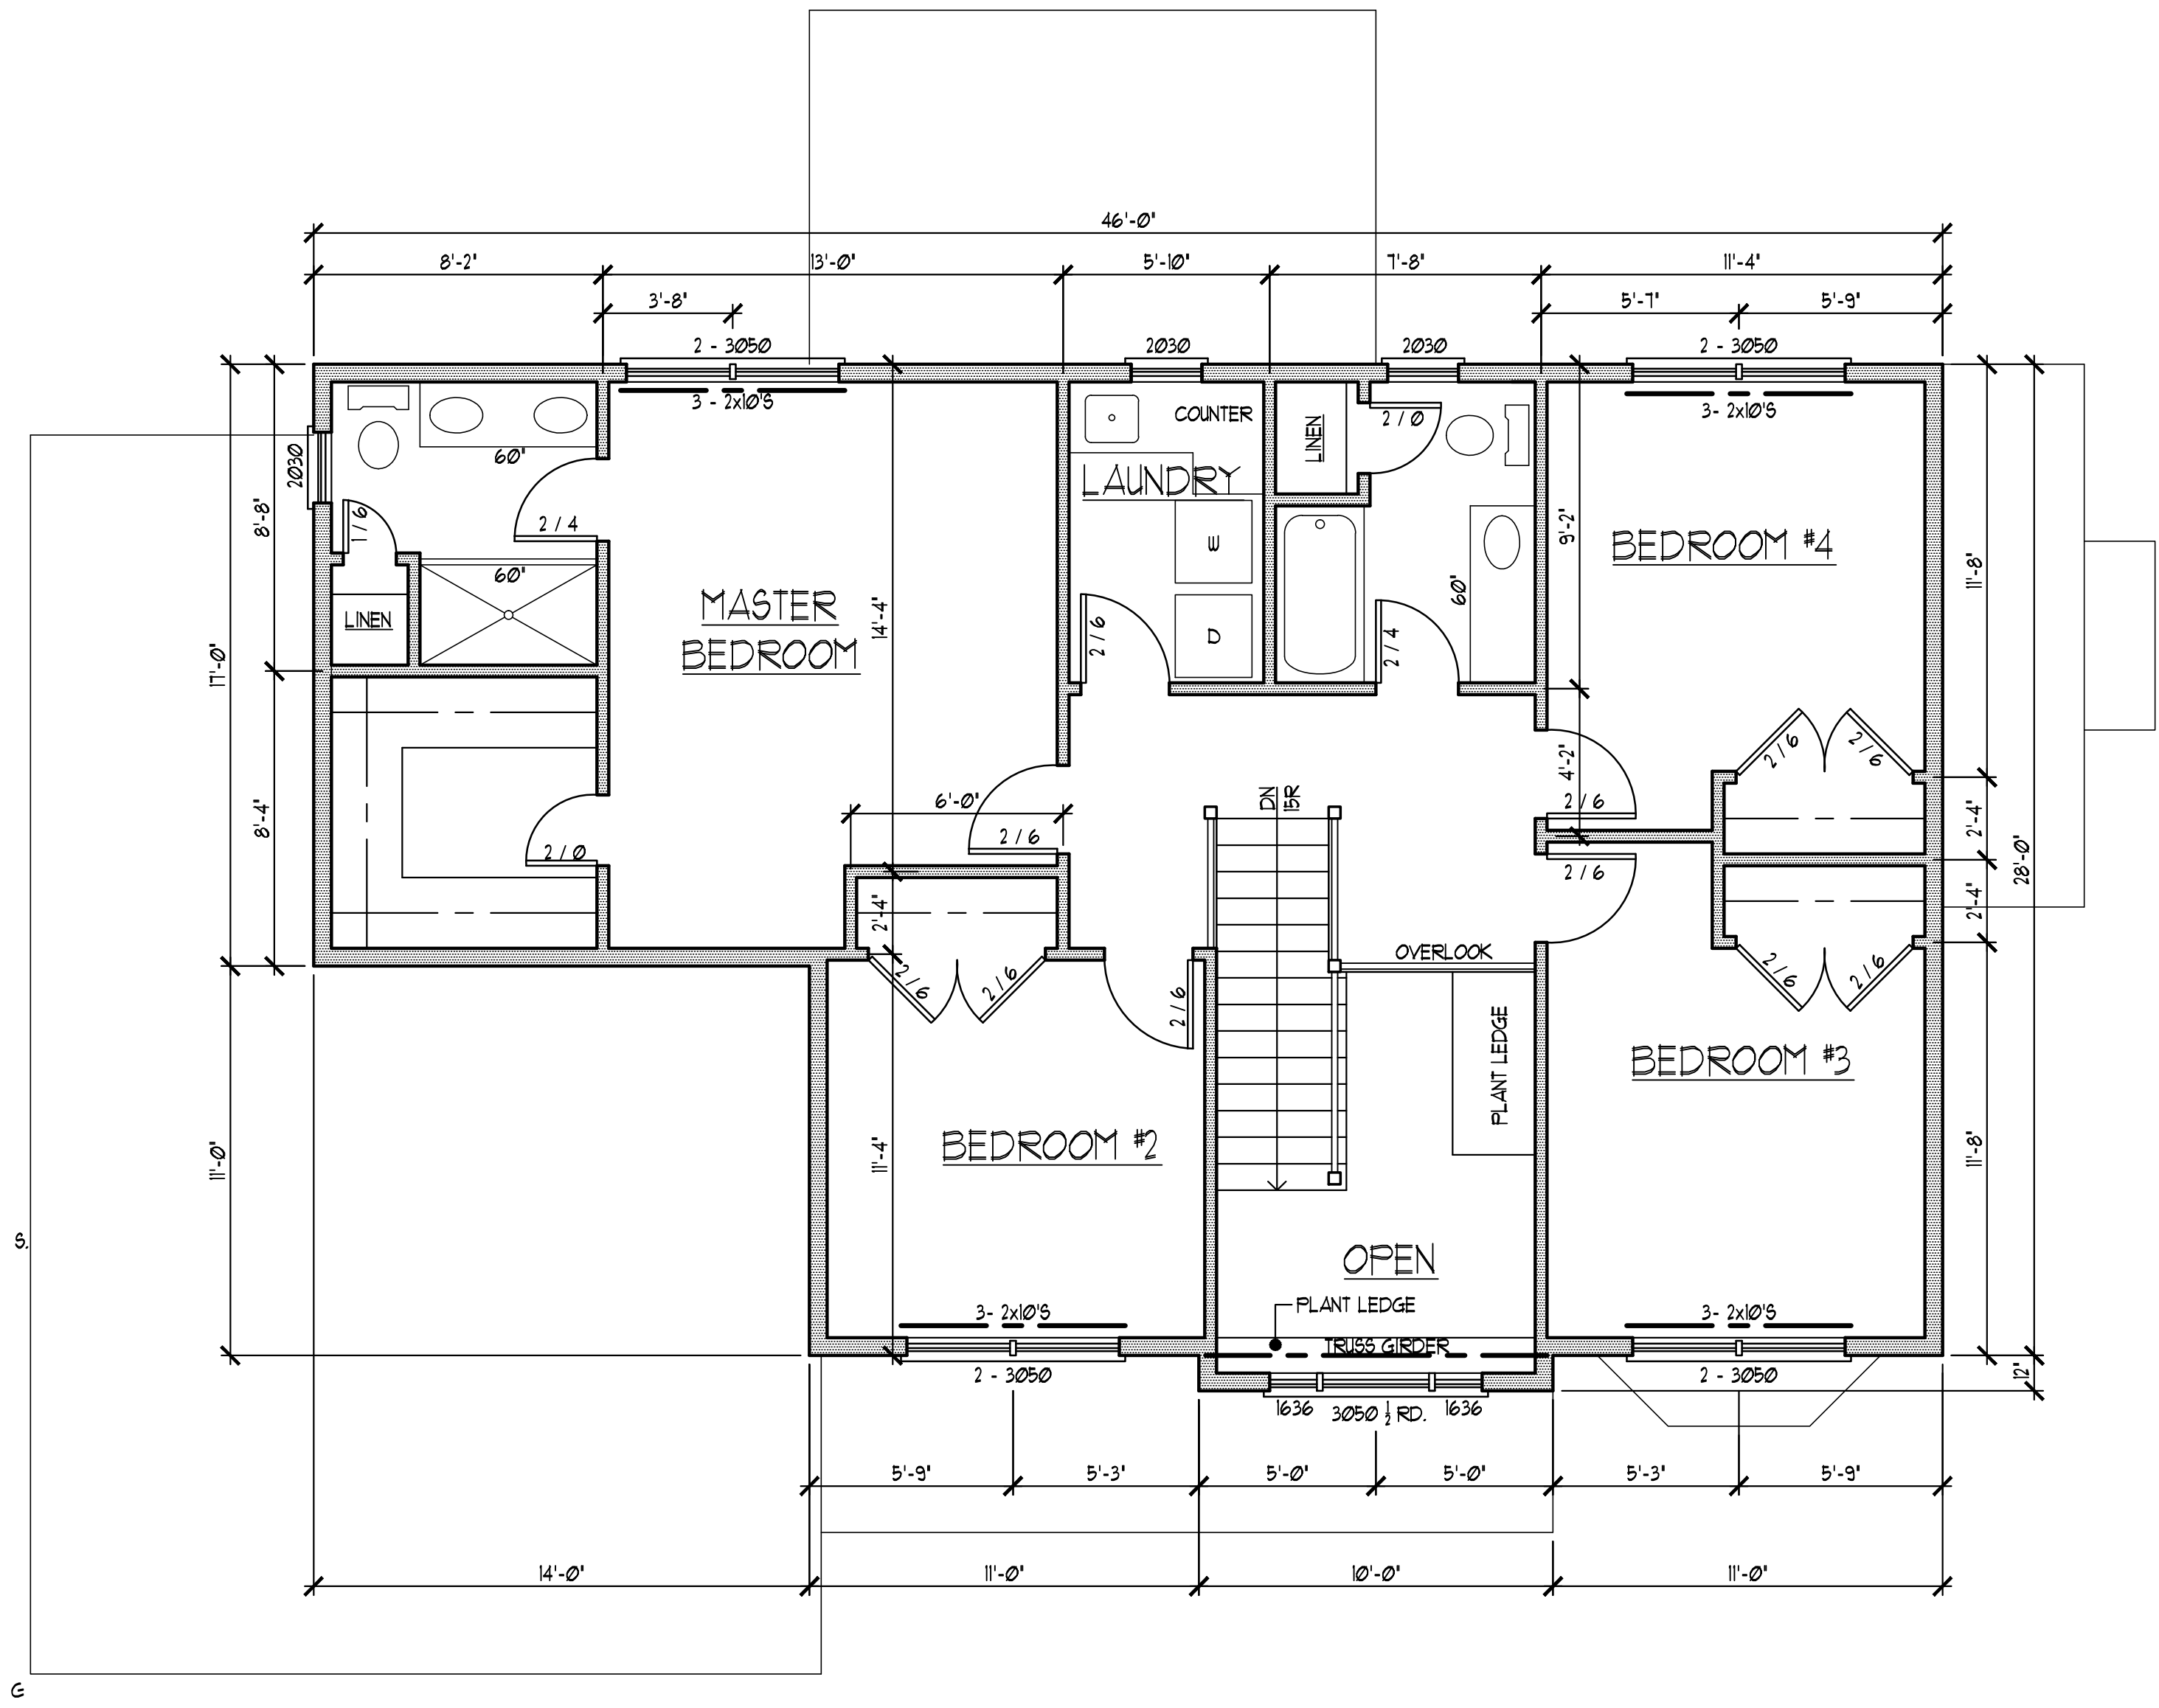 46'-0"
8'-2"
13'-0"
5'-10"
7'-8"
11'-4"
3'-8"
5'-7"
5'-9"
2 - 3050
2030
2030
2 - 3050
3 - 2x10'S
3- 2x10'S
COUNTER
2 / 0
LINEN
60"
2030
LAUNDRY
1 / 6
2 / 4
8'-8"
9'-2"
BEDROOM #4
W
11'-8"
60"
60"
MASTER
BEDROOM
14'-4"
LINEN
2 / 6
D
2 / 4
17'-0"
2 / 6
2 / 6
4'-2"
6'-0"
DN
15R
2 / 6
8'-4"
2 / 0
2 / 6
2'-4"
28'-0"
2 / 6
2'-4"
2'-4"
OVERLOOK
2 / 6
2 / 6
2 / 6
2 / 6
2 / 6
PLANT LEDGE
BEDROOM #3
11'-0"
11'-4"
BEDROOM #2
11'-8"
S.
OPEN
3- 2x10'S
PLANT LEDGE
3- 2x10'S
TRUSS GIRDER
2 - 3050
2 - 3050
12"
1636
3050 1/2 RD.
1636
5'-9"
5'-3"
5'-0"
5'-0"
5'-3"
5'-9"
14'-0"
11'-0"
10'-0"
11'-0"
G